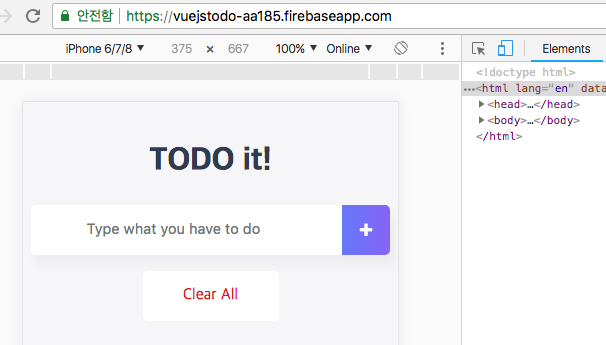 안전함 https://vuejstodo-aa185.firebaseapp.com
iPhone 6/7/8 ▼ 375 × 667 100% ▼ Online ▼
Elements
<!doctype html>
<html lang="en" data
<head>…</head>
<body>…</body>
</html>
TODO it!
Type what you have to do
+
Clear All